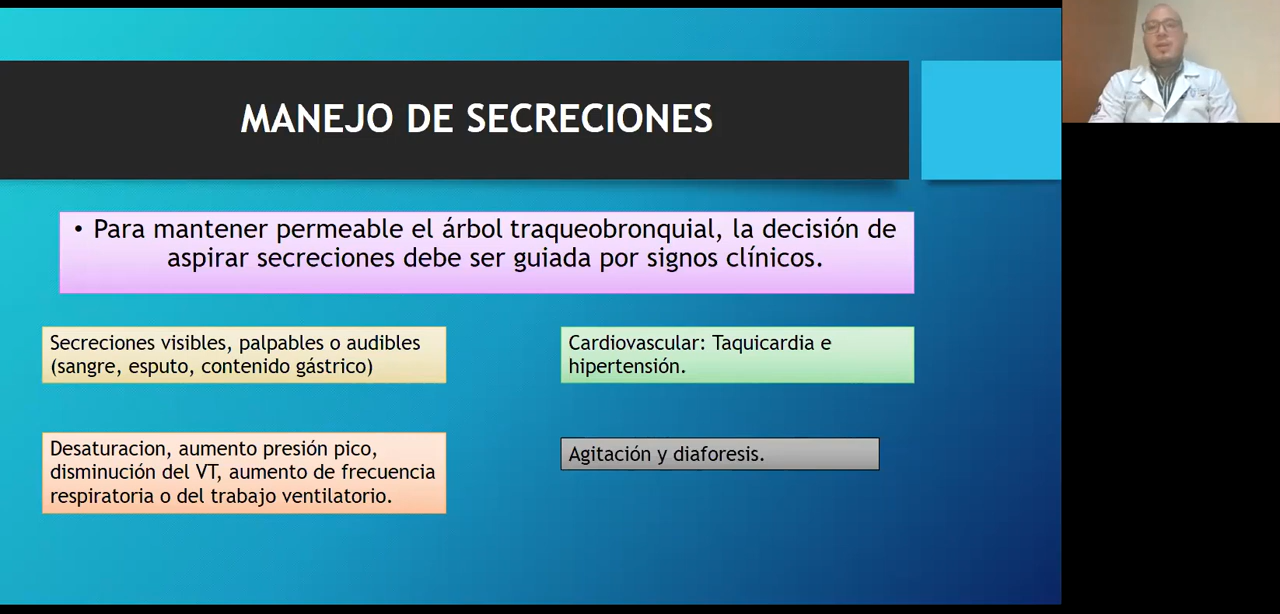 MANEJO DE SECRECIONES
• Para mantener permeable el árbol traqueobronquial, la decisión de
aspirar secreciones debe ser guiada por signos clínicos.
Secreciones visibles, palpables o audibles
(sangre, esputo, contenido gástrico)
Cardiovascular: Taquicardia e
hipertensión.
Desaturacion, aumento presión pico,
disminución del VT, aumento de frecuencia
respiratoria o del trabajo ventilatorio.
Agitación y diaforesis.